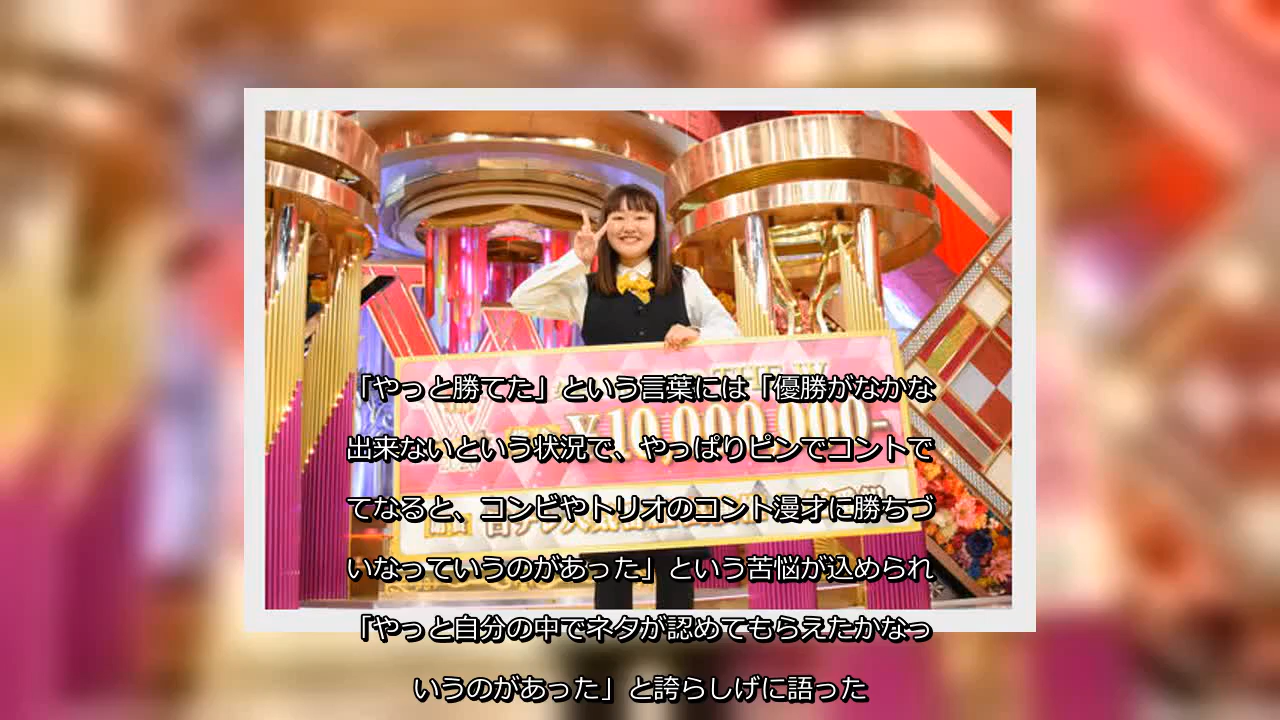 THE W
¥10,000,000-
「やっと勝てた」という言葉には「優勝がなかな
出来ないという状況で、やっぱりピンでコントで
てなると、コンビやトリオのコント漫才に勝ちづ
いなっていうのがあった」という苦悩が込められ
「やっと自分の中でネタが認めてもらえたかなっ
いうのがあった」と誇らしげに語った